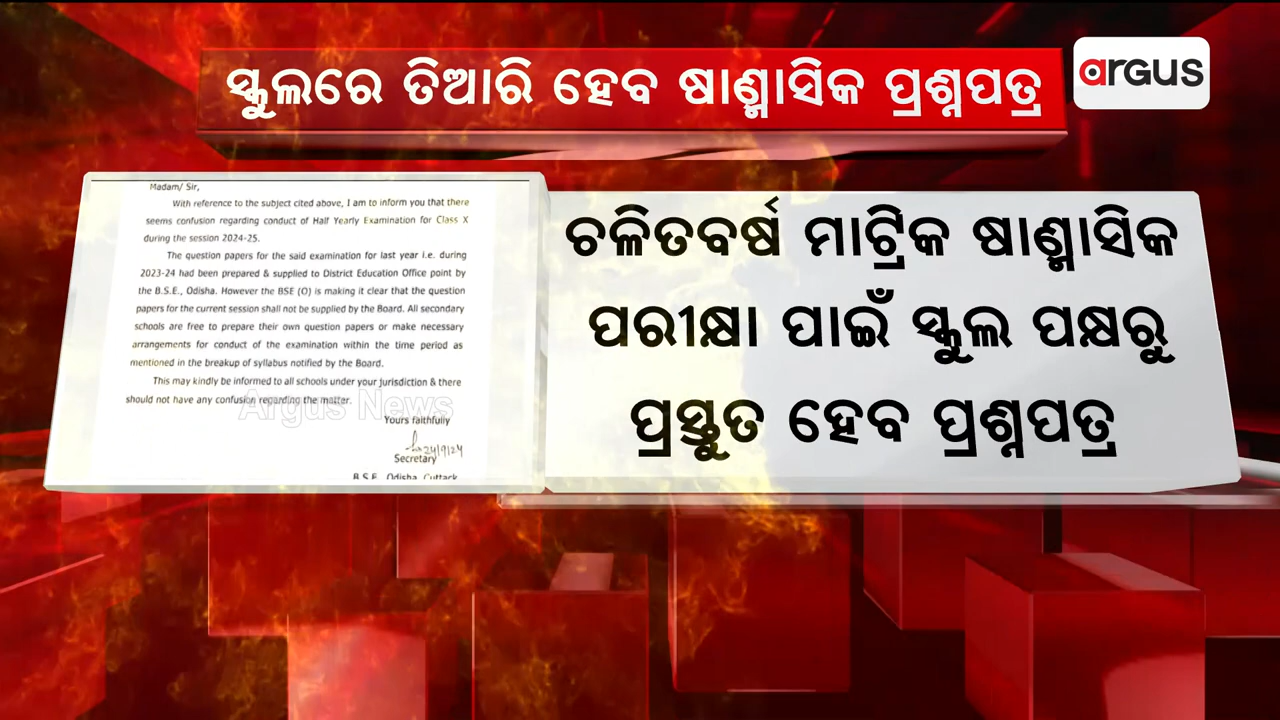 ସ୍କୁଲରେ ତିଆରି ହେବ ଷାଣ୍ମାସିକ ପ୍ରଶ୍ନପତ୍ର
argus
Madam/ Sir,
With reference to the subject cited above, I am to inform you that there
seems confusion regarding conduct of Half Yearly Examination for Class X
during the session 2024-25.
The question papers for the said examination for last year i.e. during
2023-24 had been prepared & supplied to District Education Office point by
the B.S.E., Odisha. However the BSE (O) is making it clear that the question
papers for the current session shall not be supplied by the Board. All secondary
schools are free to prepare their own question papers or make necessary
arrangements for conduct of the examination within the time period as
mentioned in the breakup of syllabus notified by the Board.
This may kindly be informed to all schools under your jurisdiction & there
should not have any confusion regarding the matter.
Argus News
Yours faithfully
24/9/24
Secretary
B.S.E. Odisha Cuttack
ଚଳିତବର୍ଷ ମାଟ୍ରିକ ଷାଣ୍ମାସିକ
ପରୀକ୍ଷା ପାଇଁ ସ୍କୁଲ ପକ୍ଷରୁ
ପ୍ରସ୍ତୁତ ହେବ ପ୍ରଶ୍ନପତ୍ର